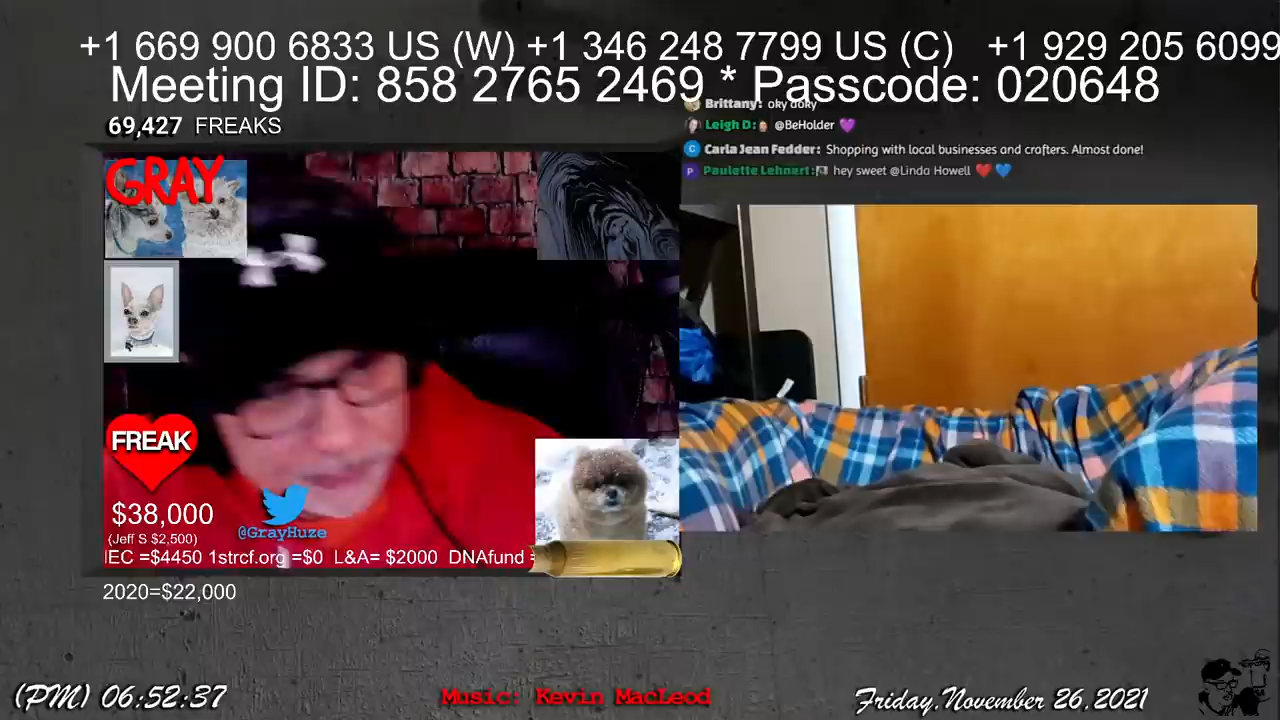 +1 669 900 6833 US (W) +1 346 248 7799 US (C) +1 929 205 6099
Meeting ID: 858 2765 2469 * Passcode: 020648
69,427 FREAKS
Brittany: oky doky
Leigh D: @BeHolder
Carla Jean Fedder: Shopping with local businesses and crafters. Almost done!
Paulette Lehnert: hey sweet @Linda Howell
GRAY
FREAK
$38,000
(Jeff S $2,500)
@GrayHuze
IEC =$4450 1strcf.org =$0 L&A= $2000 DNAfund
2020=$22,000
(PM) 06:52:37
Music: Kevin MacLeod
Friday, November 26, 2021